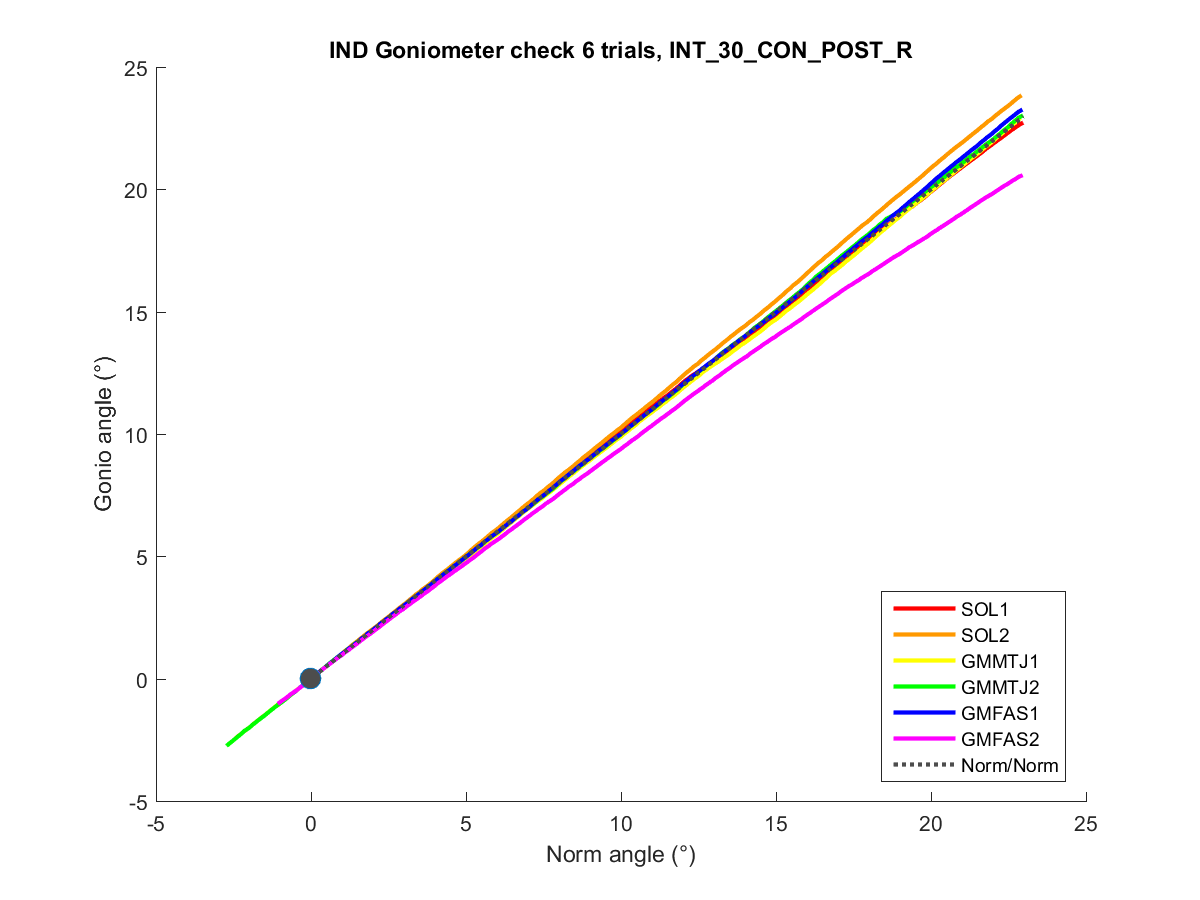 IND Goniometer check 6 trials, INT_30_CON_POST_R
25
20
15
10
5
0
-5
Gonio angle (°)
-5 0 5 10 15 20 25
Norm angle (°)
SOL1
SOL2
GMMTJ1
GMMTJ2
GMFAS1
GMFAS2
Norm/Norm